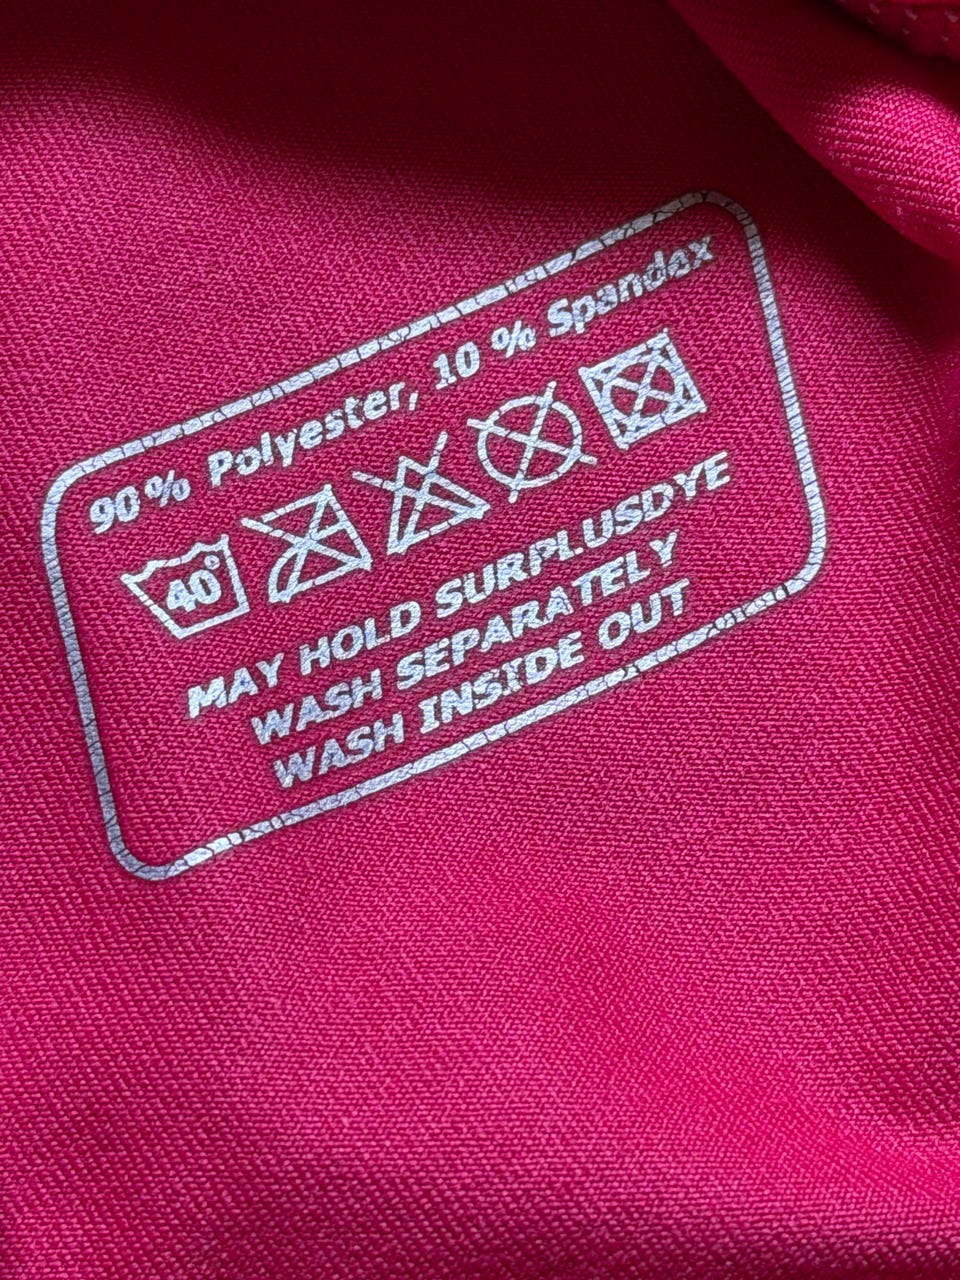 90% Polyester, 10 % Spandex
40°
MAY HOLD SURPLUSDYE
WASH SEPARATELY
WASH INSIDE OUT